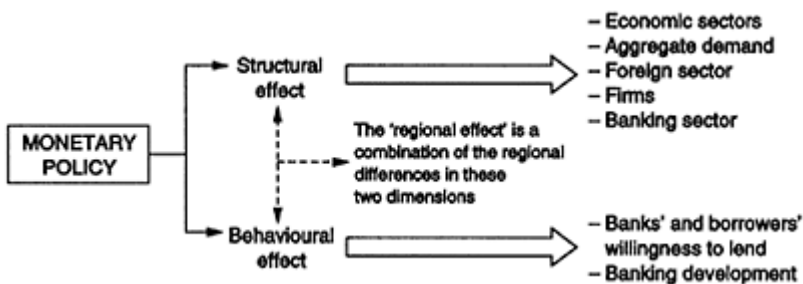 – Economic sectors
– Aggregate demand
– Foreign sector
– Firms
– Banking sector
Structural
effect
MONETARY
POLICY
The 'regional effect' is a
combination of the regional
differences in these
two dimensions
Behavioural
effect
– Banks' and borrowers'
willingness to lend
– Banking development